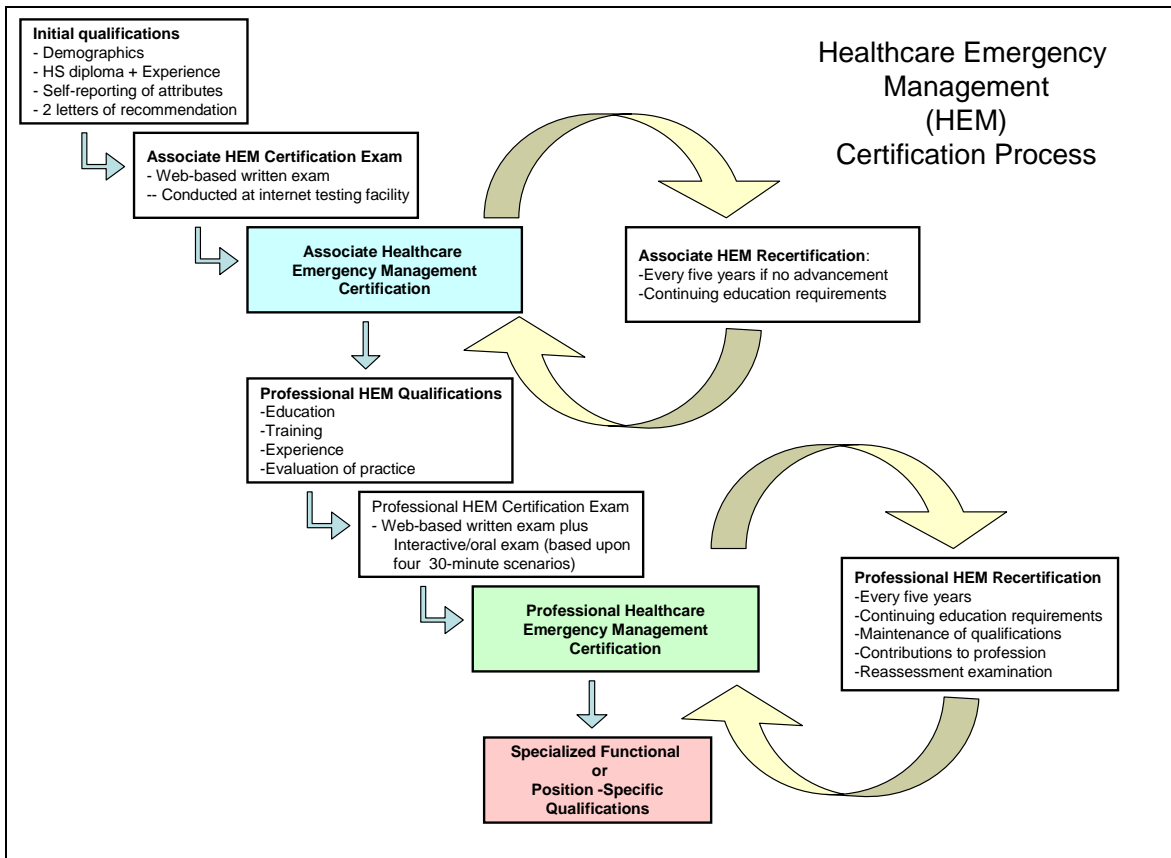 Healthcare Emergency
Management
(HEM)
Certification Process
Initial qualifications
- Demographics
- HS diploma + Experience
- Self-reporting of attributes
- 2 letters of recommendation
Associate HEM Certification Exam
- Web-based written exam
-- Conducted at internet testing facility
Associate Healthcare
Emergency Management
Certification
Associate HEM Recertification:
-Every five years if no advancement
-Continuing education requirements
Professional HEM Qualifications
-Education
-Training
-Experience
-Evaluation of practice
Professional HEM Certification Exam
- Web-based written exam plus
Interactive/oral exam (based upon
four 30-minute scenarios)
Professional Healthcare
Emergency Management
Certification
Professional HEM Recertification
-Every five years
-Continuing education requirements
-Maintenance of qualifications
-Contributions to profession
-Reassessment examination
Specialized Functional
or
Position -Specific
Qualifications